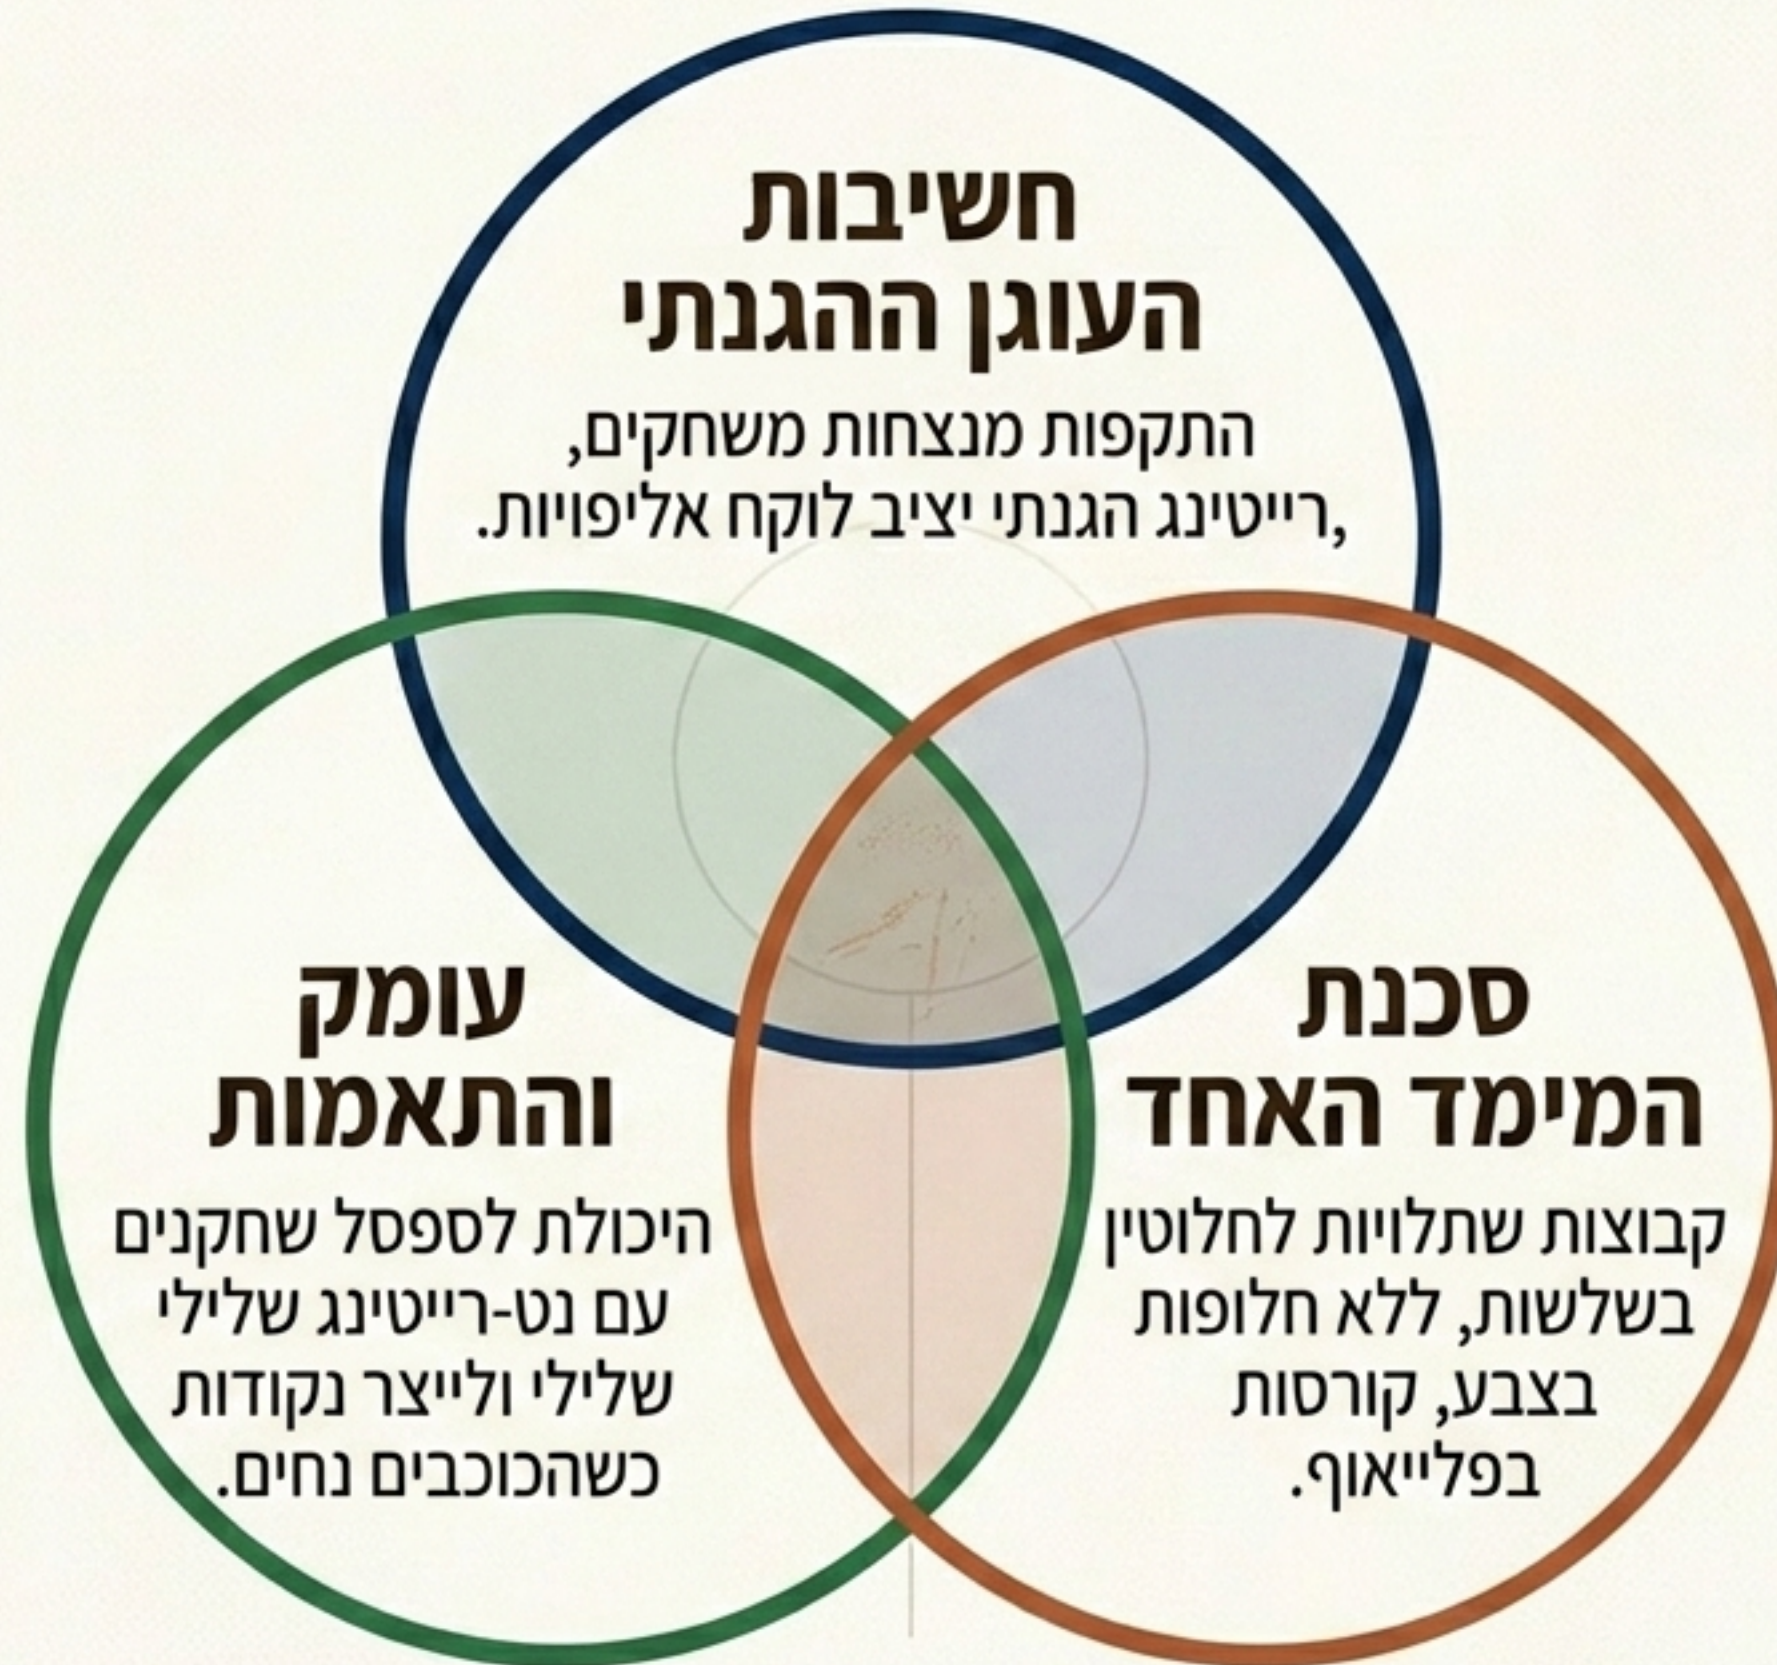 חשיבות
העוגן ההגנתי
התקפות מנצחות משחקים,
,רייטינג הגנתי יציב לוקח אליפויות.
עומק
והתאמות
היכולת לספסל שחקנים
עם נט-רייטינג שלילי
שלילי ולייצר נקודות
כשהכוכבים נחים.
סכנת
המימד האחד
קבוצות שתלויות לחלוטין
בשלשות, ללא חלופות
בצבע, קורסות
בפלייאוף.